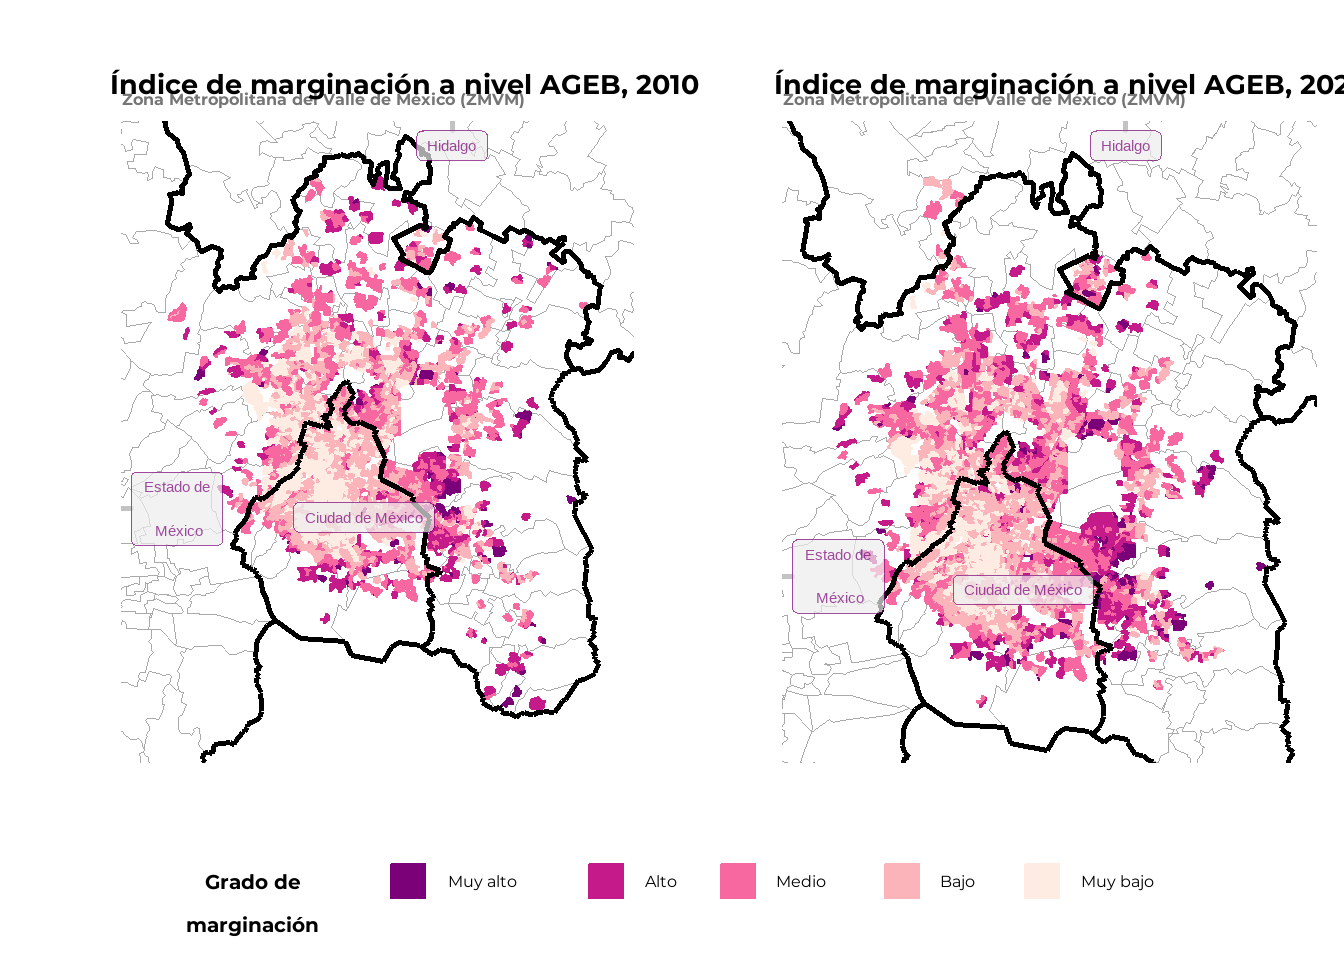 Índice de marginación a nivel AGEB, 2010
Zona Metropolitana del Valle de México (ZMVM)
Hidalgo
Estado de
México
Ciudad de México
Índice de marginación a nivel AGEB, 202
Zona Metropolitana del Valle de México (ZMVM)
Hidalgo
Estado de
México
Ciudad de México
Grado de
marginación
Muy alto
Alto
Medio
Bajo
Muy bajo